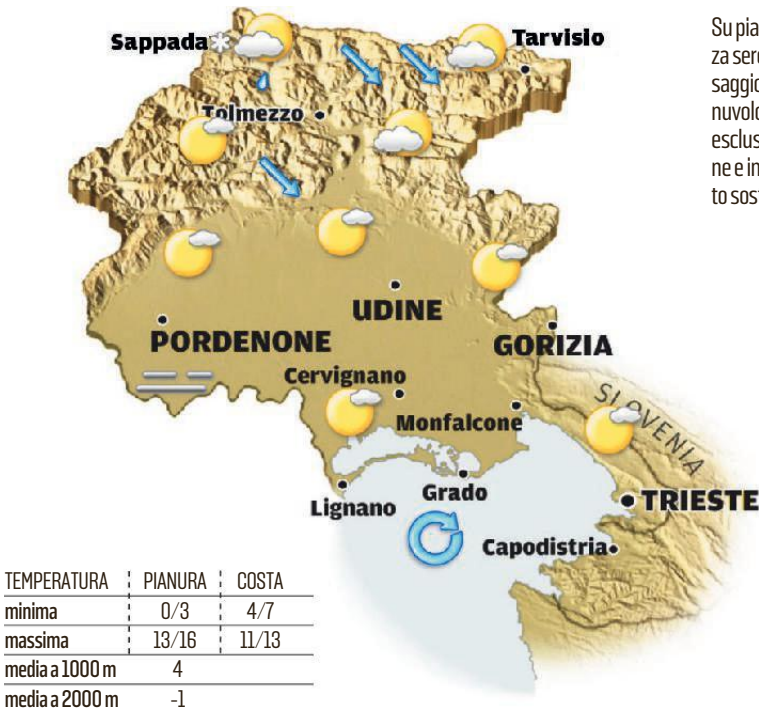 Sappada
Tarvisio
Tolmezzo
UDINE
PORDENONE
GORIZIA
Cervignano
Monfalcone
SLOVENIA
Grado
Lignano
TRIESTE
Capodistria
Su pia
za sere
saggio
nuvolo
esclus
ne e in
to sost
TEMPERATURA PIANURA COSTA
minima 0/3 4/7
massima 13/16 11/13
media a 1000 m 4
media a 2000 m -1